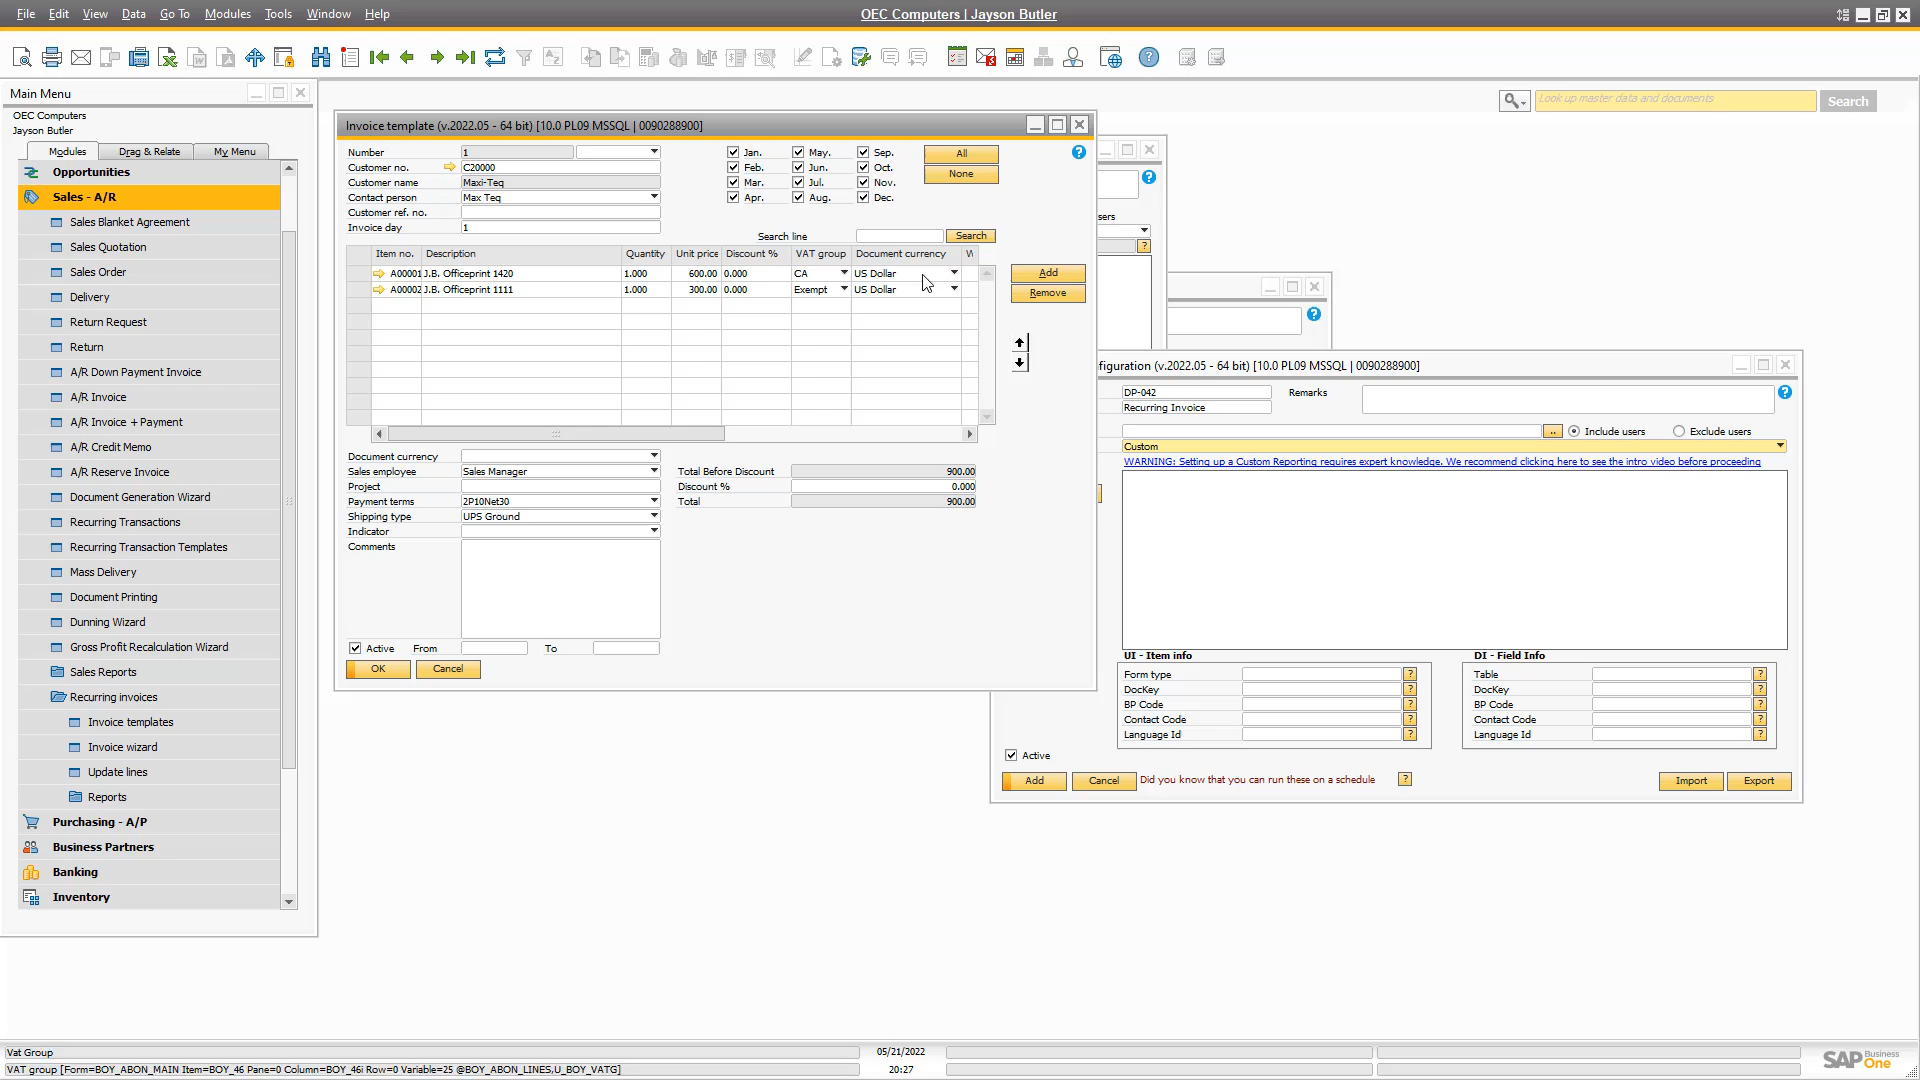 File Edit View Data Go To Modules Tools Window Help
OEC Computers | Jayson Butler
Look up master data and documents Search
Main Menu
OEC Computers
Jayson Butler
Modules Drag & Relate My Menu
Opportunities
Sales - A/R
Sales Blanket Agreement
Sales Quotation
Sales Order
Delivery
Return Request
Return
A/R Down Payment Invoice
A/R Invoice
A/R Invoice + Payment
A/R Credit Memo
A/R Reserve Invoice
Document Generation Wizard
Recurring Transactions
Recurring Transaction Templates
Mass Delivery
Document Printing
Dunning Wizard
Gross Profit Recalculation Wizard
Sales Reports
Recurring invoices
Invoice templates
Invoice wizard
Update lines
Reports
Purchasing - A/P
Business Partners
Banking
Inventory
Invoice template (v.2022.05 - 64 bit) [10.0 PL09 MSSQL | 0090288900]
Number 1
Customer no. C20000
Customer name Maxi-Teq
Contact person Max Teq
Customer ref. no.
Invoice day 1
Jan. May. Sep. All
Feb. Jun. Oct.
Mar. Jul. Nov. None
Apr. Aug. Dec.
Search line Search
Item no. Description Quantity Unit price Discount % VAT group Document currency W
A00001 J.B. Officeprint 1420 1.000 600.00 0.000 CA US Dollar
A00002 J.B. Officeprint 1111 1.000 300.00 0.000 Exempt US Dollar
Add
Remove
Document currency
Sales employee Sales Manager
Project
Payment terms 2P10Net30
Shipping type UPS Ground
Indicator
Comments
Total Before Discount 900.00
Discount % 0.000
Total 900.00
Active From To
OK Cancel
sers
figuration (v.2022.05 - 64 bit) [10.0 PL09 MSSQL | 0090288900]
DP-042 Remarks
Recurring Invoice
.. Include users Exclude users
Custom
WARNING: Setting up a Custom Reporting requires expert knowledge. We recommend clicking here to see the intro video before proceeding
UI - Item info
Form type ?
DocKey ?
BP Code ?
Contact Code ?
Language Id ?
DI - Field Info
Table ?
DocKey ?
BP Code ?
Contact Code ?
Language Id ?
Active
Add Cancel Did you know that you can run these on a schedule ? Import Export
Vat Group 05/21/2022
VAT group [Form=BOY_ABON_MAIN Item=BOY_46 Pane=0 Column=BOY_46i Row=0 Variable=25 @BOY_ABON_LINES,U_BOY_VATG] 20:27
SAP Business One